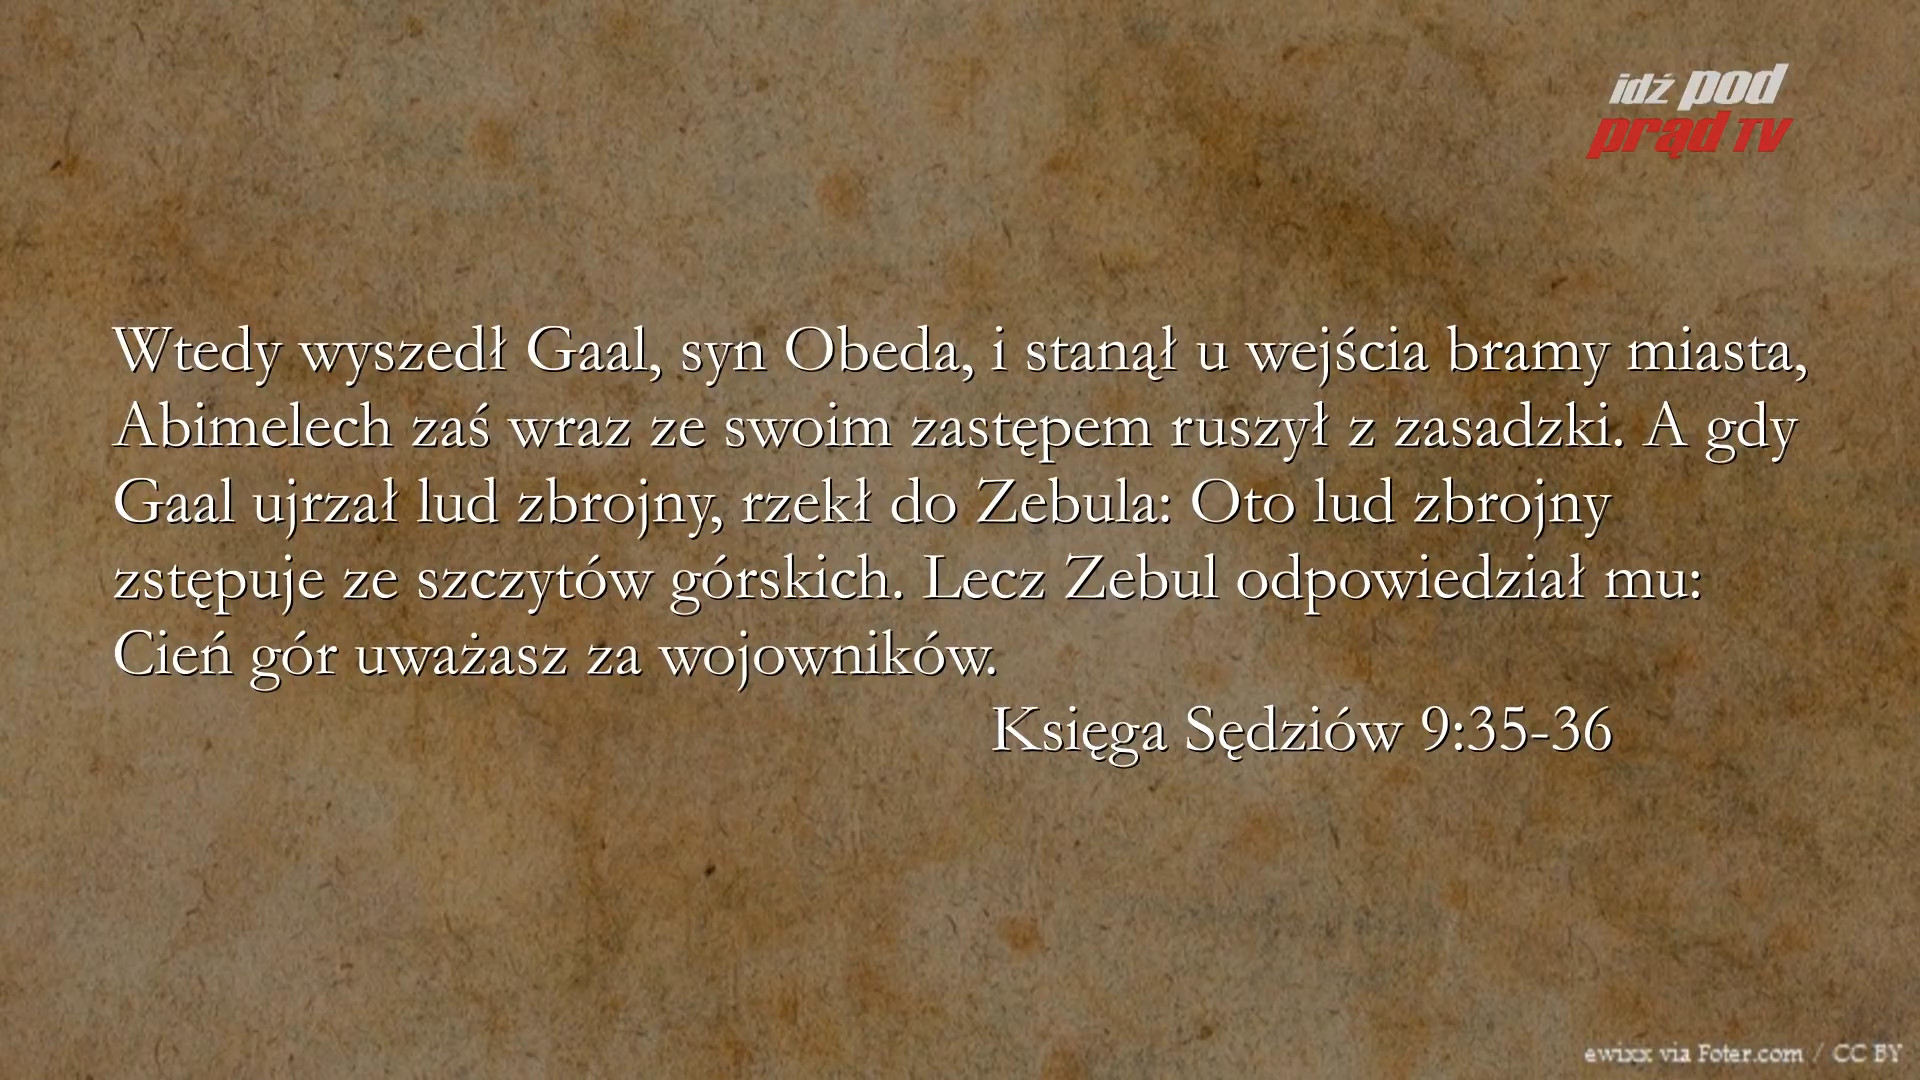 idź pod
prąd TV
Wtedy wyszedł Gaal, syn Obeda, i stanął u wejścia bramy miasta,
Abimelech zaś wraz ze swoim zastępem ruszył z zasadzki. A gdy
Gaal ujrzał lud zbrojny, rzekł do Zebula: Oto lud zbrojny
zstępuje ze szczytów górskich. Lecz Zebul odpowiedział mu:
Cień gór uważasz za wojowników.
Księga Sędziów 9:35-36
ewixx via Foter.com / CC BY